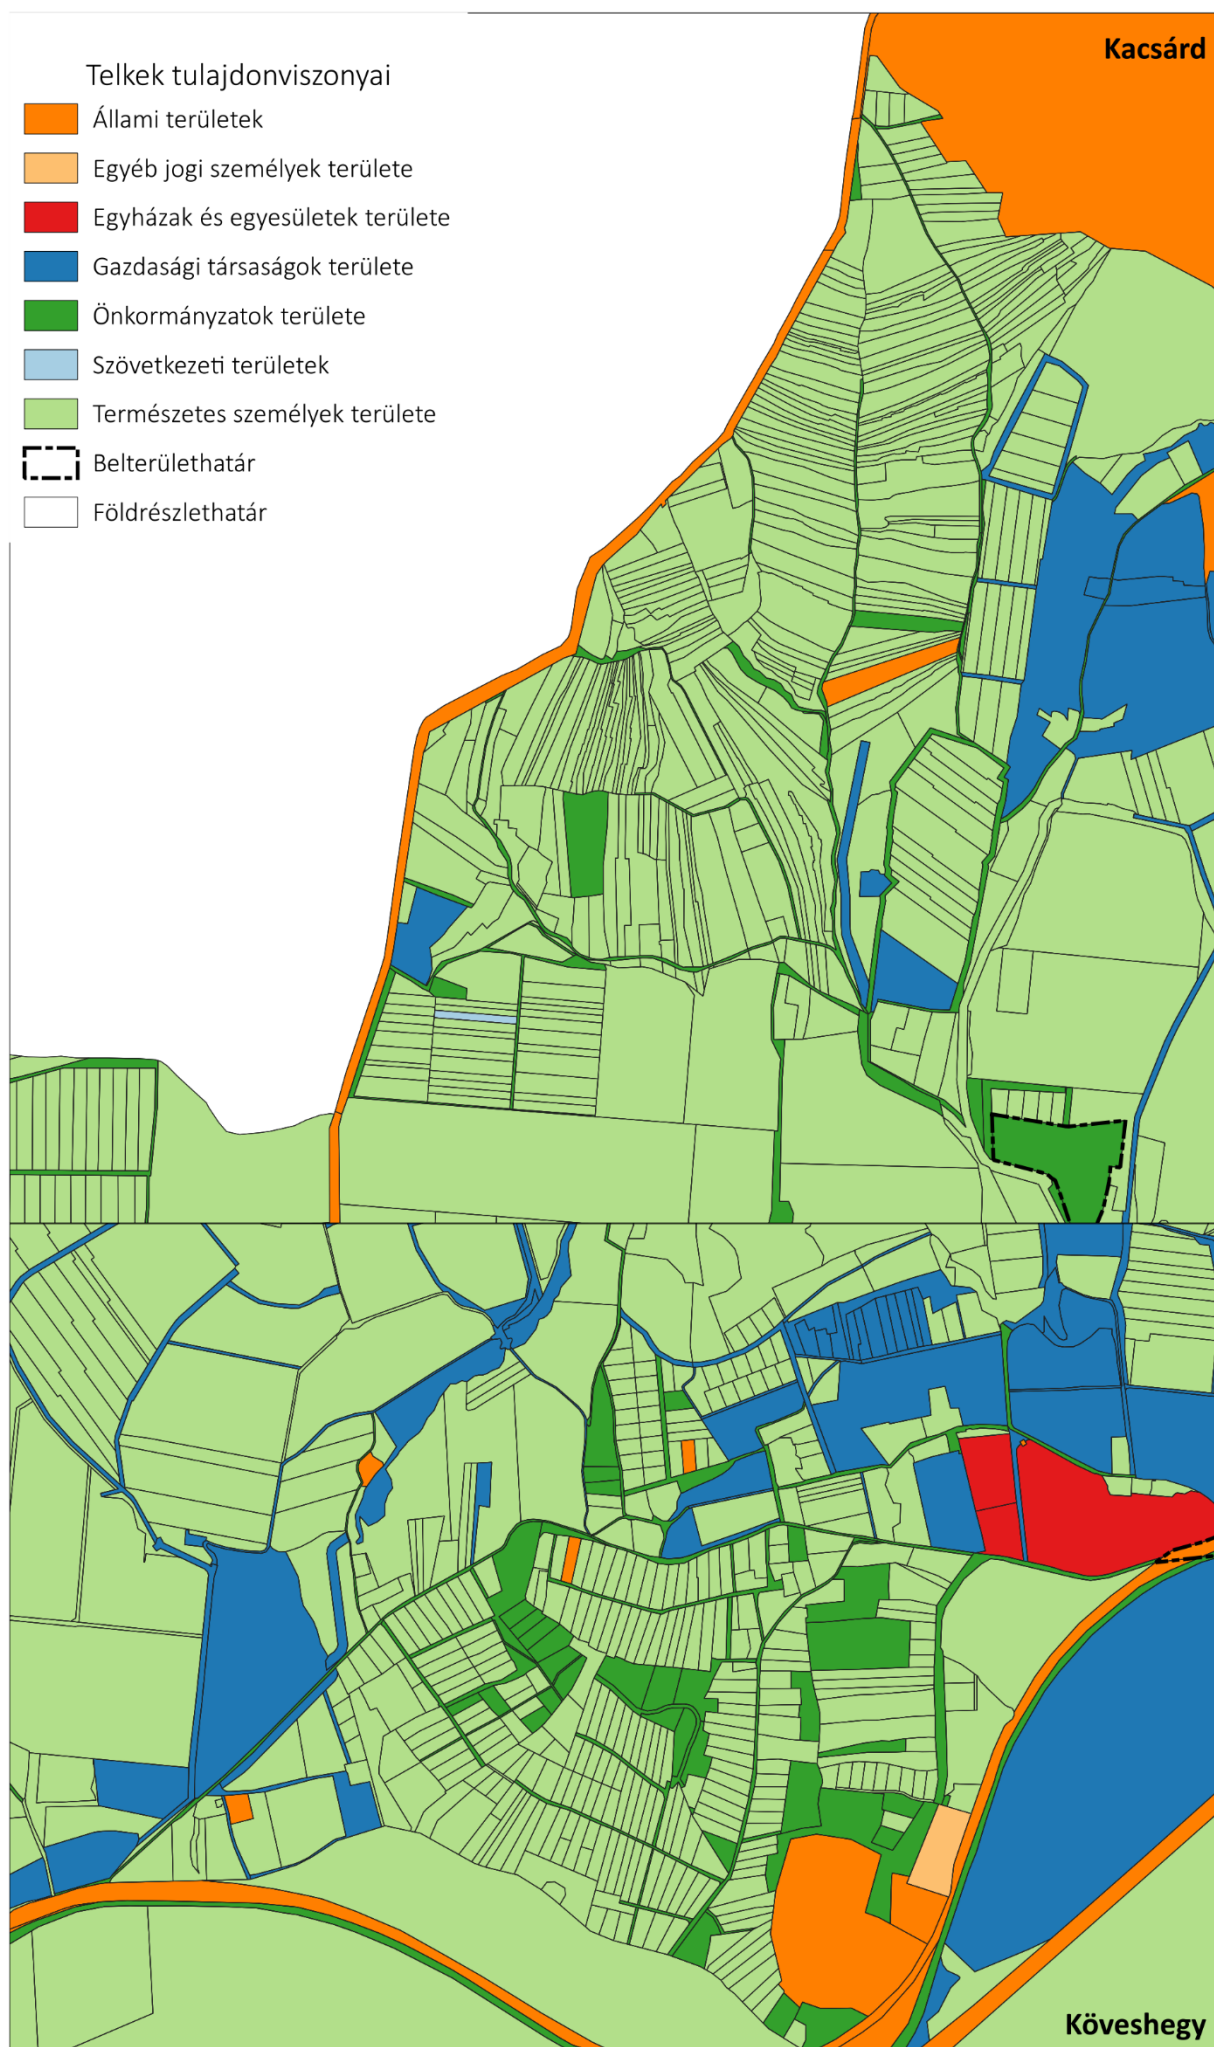 Kacsárd
Telkek tulajdonviszonyai
Állami területek
Egyéb jogi személyek területe
Egyházak és egyesületek területe
Gazdasági társaságok területe
Önkormányzatok területe
Szövetkezeti területek
Természetes személyek területe
Belterülethatár
Földrészlethatár
Köveshegy